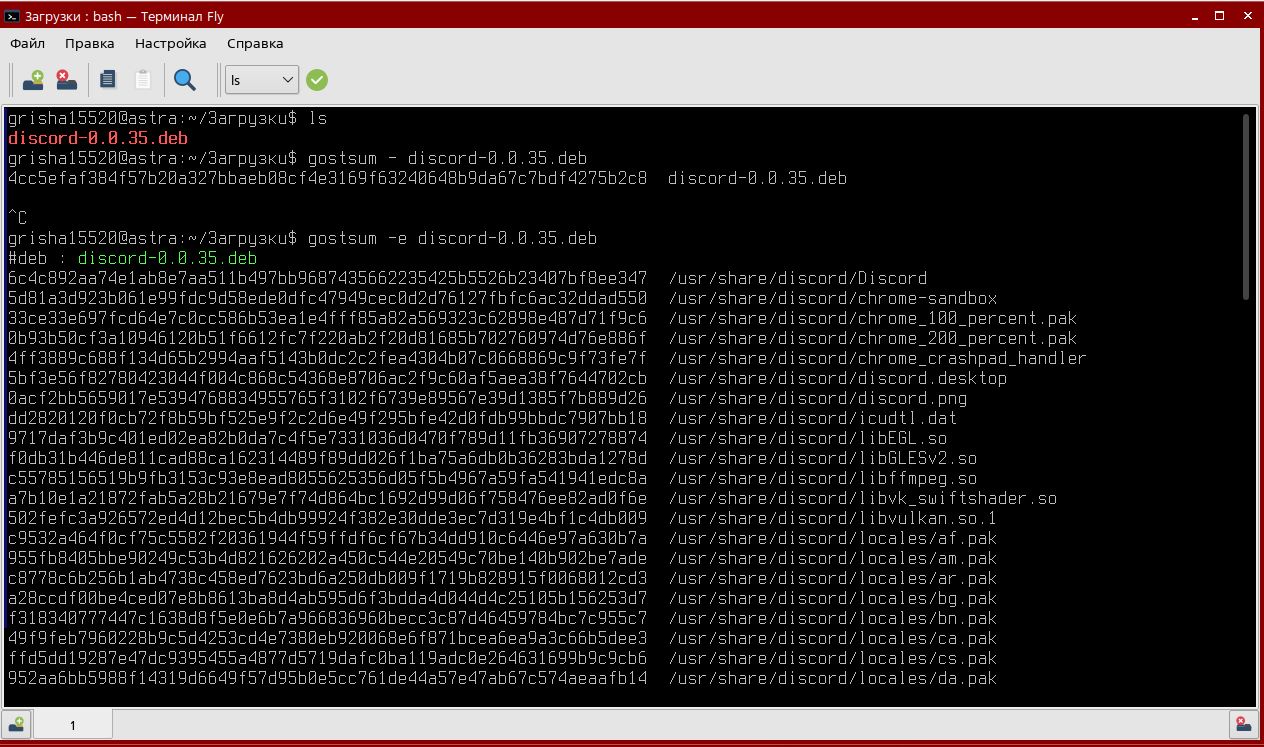 Загрузки : bash — Терминал Fly
Файл Правка Настройка Справка
ls
grisha15520@astra:~/Загрузки$ ls
discord-0.0.35.deb
grisha15520@astra:~/Загрузки$ gostsum - discord-0.0.35.deb
4cc5efaf384f57b20a327bbaeb08cf4e3169f63240648b9da67c7bdf4275b2c8  discord-0.0.35.deb
^C
grisha15520@astra:~/Загрузки$ gostsum -e discord-0.0.35.deb
#deb : discord-0.0.35.deb
6c4c892aa74e1ab8e7aa511b497bb9687435662235425b5526b23407bf8ee347  /usr/share/discord/Discord
5d81a3d923b061e99fdc9d58ede0dfc47949cec0d2d76127fbfc6ac32ddad550  /usr/share/discord/chrome-sandbox
33ce33e697fcd64e7c0cc586b53ea1e4fff85a82a569323c62898e487d71f9c6  /usr/share/discord/chrome_100_percent.pak
0b93b50cf3a10946120b51f6612fc7f220ab2f20d81685b702760974d76e886f  /usr/share/discord/chrome_200_percent.pak
4ff3889c688f134d65b2994aaf5143b0dc2c2fea4304b07c0668869c9f73fe7f  /usr/share/discord/chrome_crashpad_handler
5bf3e56f82780423044f004c868c54368e8706ac2f9c60af5aea38f7644702cb  /usr/share/discord/discord.desktop
0acf2bb5659017e5394768834955765f3102f6739e89567e39d1385f7b889d26  /usr/share/discord/discord.png
dd2820120f0cb72f8b59bf525e9f2c2d6e49f295bfe42d0fdb99bbdc7907bb18  /usr/share/discord/icudtl.dat
9717daf3b9c401ed02ea82b0da7c4f5e7331036d0470f789d11fb36907278874  /usr/share/discord/libEGL.so
f0db31b446de811cad88ca162314489f89dd026f1ba75a6db0b36283bda1278d  /usr/share/discord/libGLESv2.so
c55785156519b9fb3153c93e8ead8055625356d05f5b4967a59fa541941edc8a  /usr/share/discord/libffmpeg.so
a7b10e1a21872fab5a28b21679e7f74d864bc1692d99d06f758476ee82ad0f6e  /usr/share/discord/libvk_swiftshader.so
502fefc3a926572ed4d12bec5b4db99924f382e30dde3ec7d319e4bf1c4db009  /usr/share/discord/libvulkan.so.1
c9532a464f0cf75c5582f20361944f59ffdf6cf67b34dd910c6446e97a630b7a  /usr/share/discord/locales/af.pak
955fb8405bbe90249c53b4d821626202a450c544e20549c70be140b902be7ade  /usr/share/discord/locales/am.pak
c8778c6b256b1ab4738c458ed7623bd6a250db009f1719b828915f0068012cd3  /usr/share/discord/locales/ar.pak
a28ccdf00be4ced07e8b8613ba8d4ab595d6f3bdda4d044d4c25105b156253d7  /usr/share/discord/locales/bg.pak
f318340777447c1638d8f5e0e6b7a966836960becc3c87d46459784bc7c955c7  /usr/share/discord/locales/bn.pak
49f9feb7960228b9c5d4253cd4e7380eb920068e6f871bcea6ea9a3c66b5dee3  /usr/share/discord/locales/ca.pak
ffd5dd19287e47dc9395455a4877d5719dafc0ba119adc0e264631699b9c9cb6  /usr/share/discord/locales/cs.pak
952aa6bb5988f14319d6649f57d95b0e5cc761de44a57e47ab67c574aeaafb14  /usr/share/discord/locales/da.pak
1